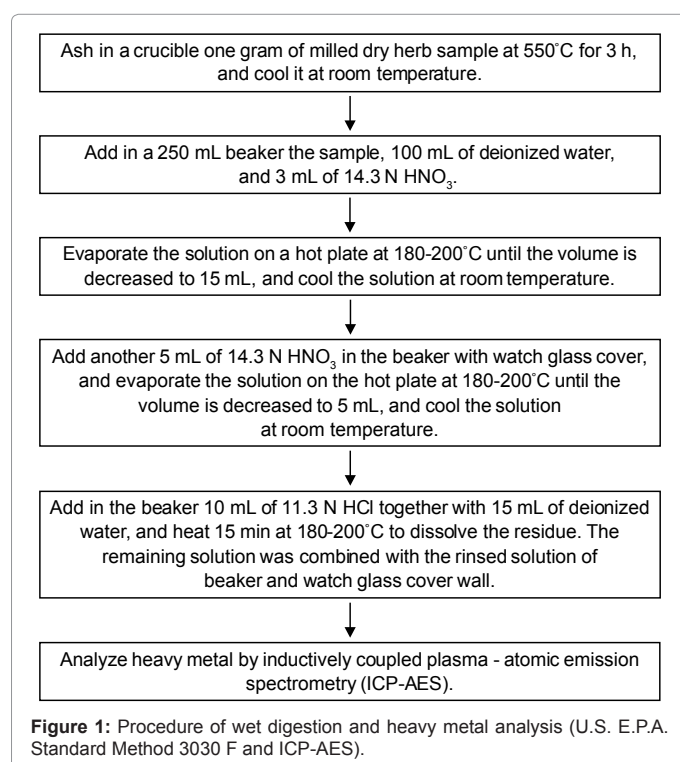 Ash in a crucible one gram of milled dry herb sample at 550°C for 3 h,
and cool it at room temperature.
Add in a 250 mL beaker the sample, 100 mL of deionized water,
and 3 mL of 14.3 N HNO₃.
Evaporate the solution on a hot plate at 180-200°C until the volume is
decreased to 15 mL, and cool the solution at room temperature.
Add another 5 mL of 14.3 N HNO₃ in the beaker with watch glass cover,
and evaporate the solution on the hot plate at 180-200°C until the
volume is decreased to 5 mL, and cool the solution
at room temperature.
Add in the beaker 10 mL of 11.3 N HCl together with 15 mL of deionized
water, and heat 15 min at 180-200°C to dissolve the residue. The
remaining solution was combined with the rinsed solution of
beaker and watch glass cover wall.
Analyze heavy metal by inductively coupled plasma - atomic emission
spectrometry (ICP-AES).
Figure 1: Procedure of wet digestion and heavy metal analysis (U.S. E.P.A.
Standard Method 3030 F and ICP-AES).